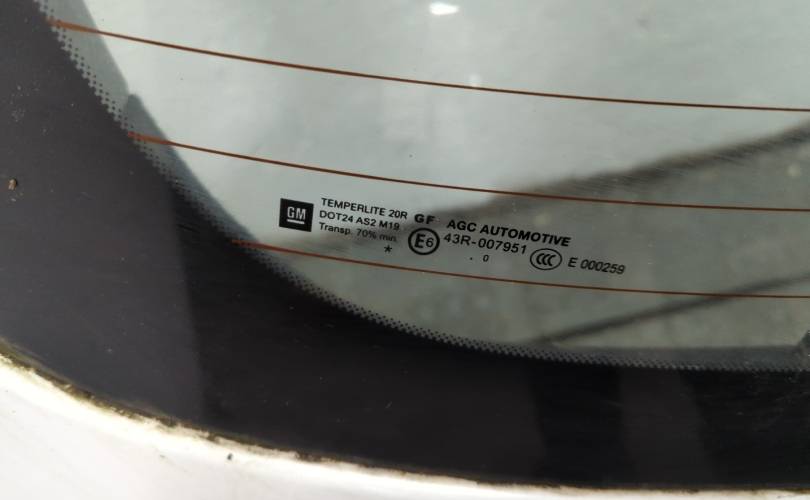 GM
TEMPERLITE 20R
DOT24 AS2 M19
Transp. 70% min.
*
GF AGC AUTOMOTIVE
E6 43R-007951
. 0
CCC E 000259